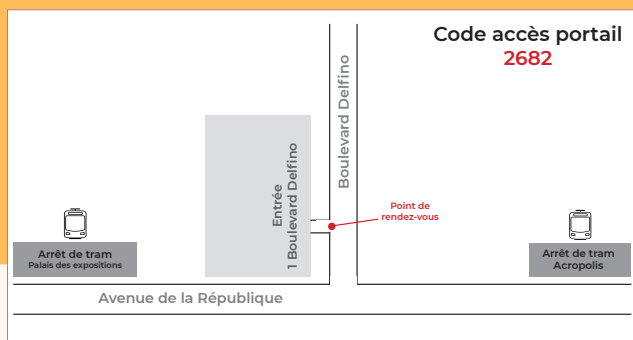 Code accès portail
2682
Boulevard Delfino
Entrée
1 Boulevard Delfino
Point de
rendez-vous
Arrêt de tram
Palais des expositions
Arrêt de tram
Acropolis
Avenue de la République